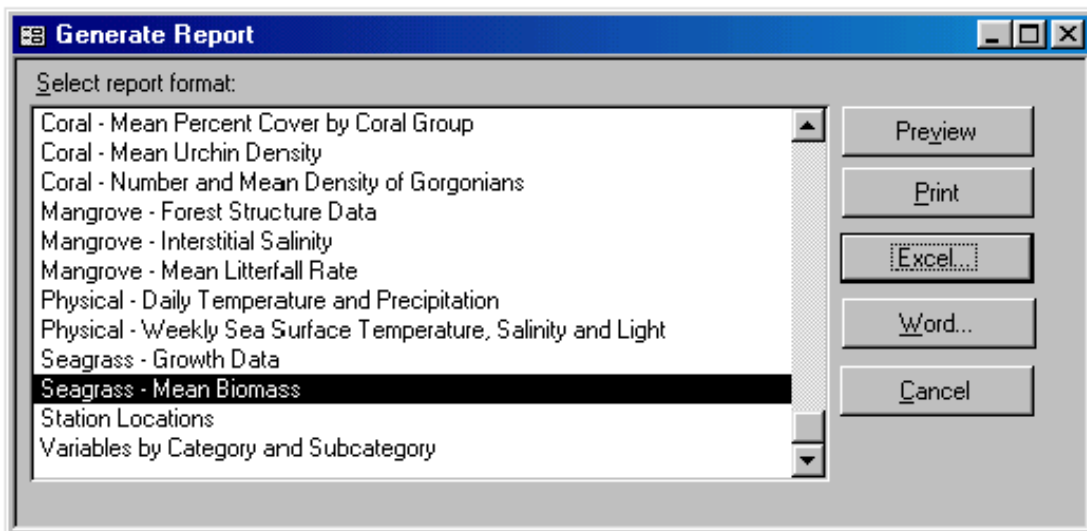 Generate Report
Select report format:
Coral - Mean Percent Cover by Coral Group
Coral - Mean Urchin Density
Coral - Number and Mean Density of Gorgonians
Mangrove - Forest Structure Data
Mangrove - Interstitial Salinity
Mangrove - Mean Litterfall Rate
Physical - Daily Temperature and Precipitation
Physical - Weekly Sea Surface Temperature, Salinity and Light
Seagrass - Growth Data
Seagrass - Mean Biomass
Station Locations
Variables by Category and Subcategory
Preview
Print
Excel...
Word...
Cancel